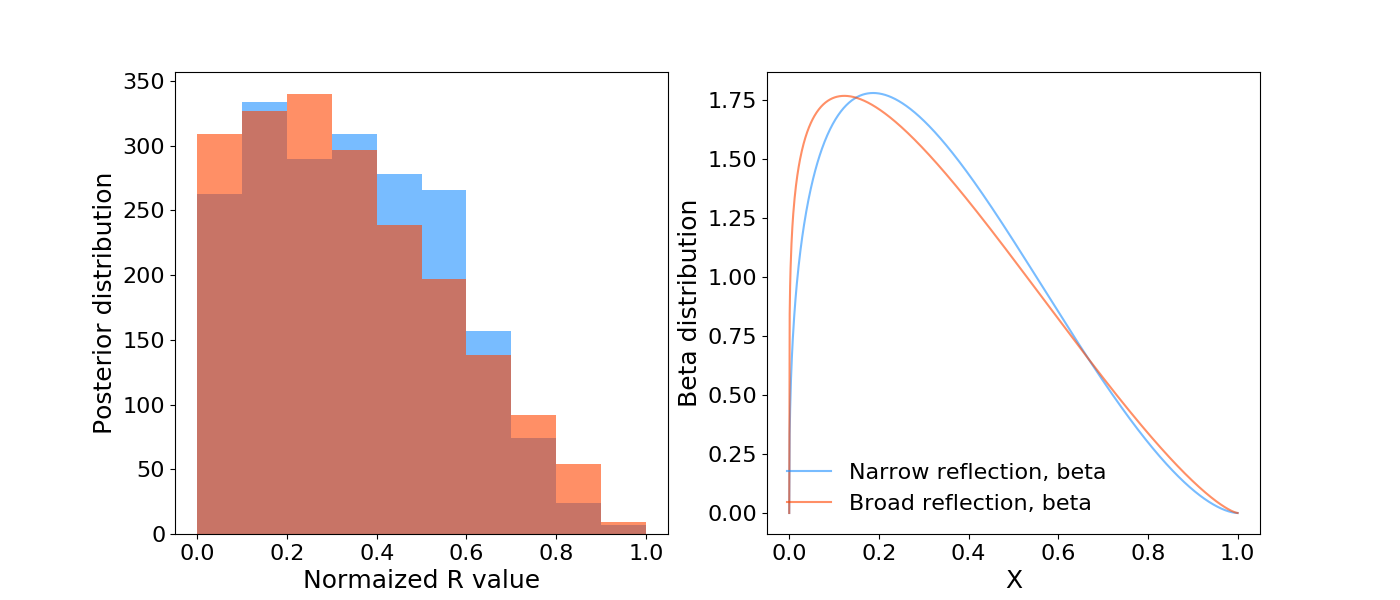 350
300
250
200
150
100
50
0
0.0 0.2 0.4 0.6 0.8 1.0
Posterior distribution
Normaized R value
1.75
1.50
1.25
1.00
0.75
0.50
0.25
0.00
0.0 0.2 0.4 0.6 0.8 1.0
Beta distribution
X
Narrow reflection, beta
Broad reflection, beta